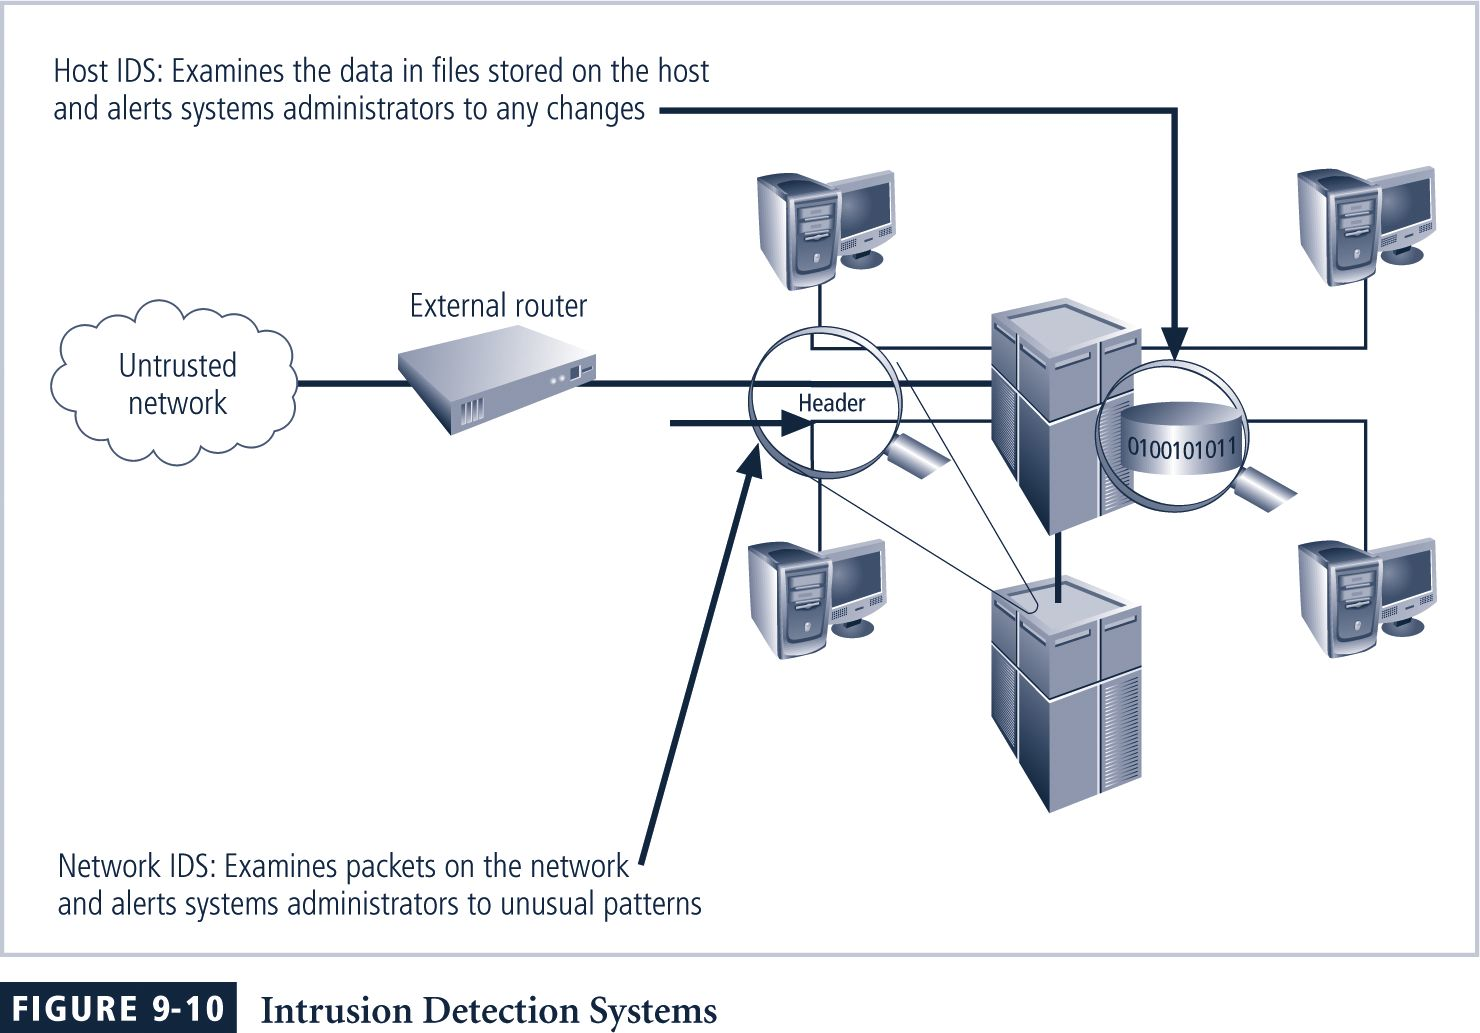 Host IDS: Examines the data in files stored on the host
and alerts systems administrators to any changes
External router
Untrusted
network
Header
0100101011
Network IDS: Examines packets on the network
and alerts systems administrators to unusual patterns
FIGURE 9-10 Intrusion Detection Systems